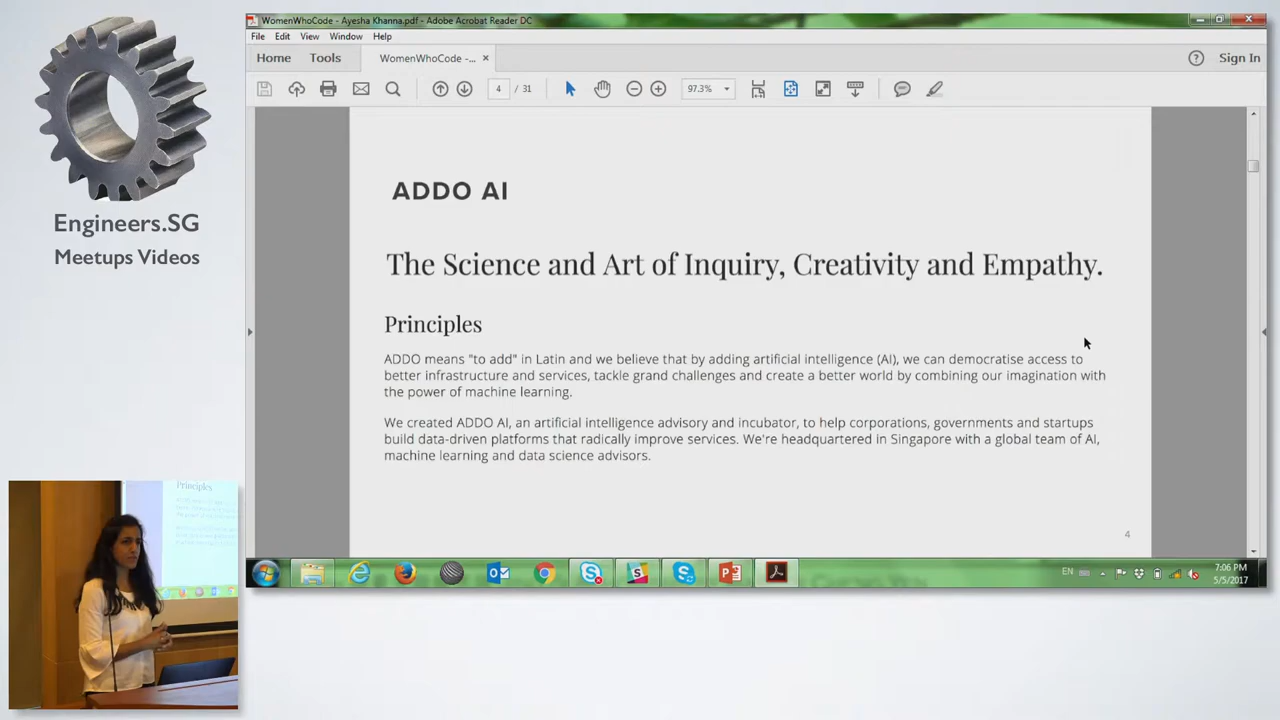 WomenWhoCode - Ayesha Khanna.pdf - Adobe Acrobat Reader DC
File Edit View Window Help
Home Tools WomenWhoCode -... × Sign In
4 / 31 97.3%
Engineers.SG
Meetups Videos
ADDO AI
The Science and Art of Inquiry, Creativity and Empathy.
Principles
ADDO means "to add" in Latin and we believe that by adding artificial intelligence (AI), we can democratise access to
better infrastructure and services, tackle grand challenges and create a better world by combining our imagination with
the power of machine learning.
We created ADDO AI, an artificial intelligence advisory and incubator, to help corporations, governments and startups
build data-driven platforms that radically improve services. We're headquartered in Singapore with a global team of AI,
machine learning and data science advisors.
4
Principles
EN
7:06 PM
5/5/2017